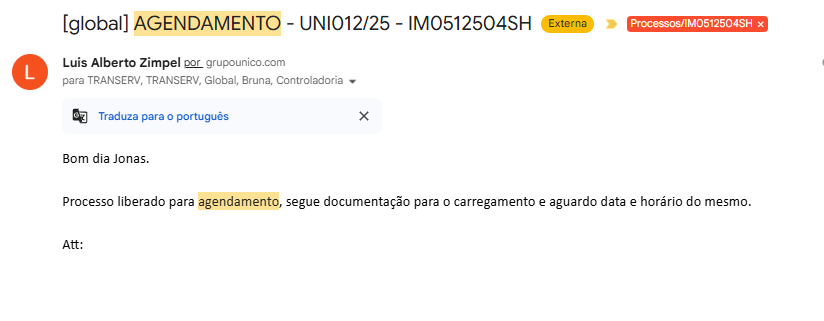 [global] AGENDAMENTO - UNI012/25 - IMO512504SH Externa Processos/IMO512504SH ×
L
Luis Alberto Zimpel por grupounico.com
para TRANSERV, TRANSERV, Global, Bruna, Controladoria
Traduza para o português
Bom dia Jonas.
Processo liberado para agendamento, segue documentação para o carregamento e aguardo data e horário do mesmo.
Att: